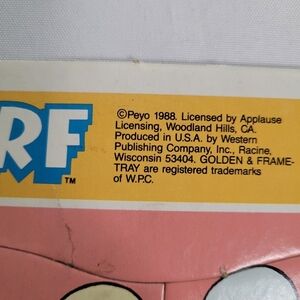 RF
™
©Peyo 1988. Licensed by Applause
Licensing, Woodland Hills, CA.
Produced in U.S.A. by Western
Publishing Company, Inc., Racine,
Wisconsin 53404. GOLDEN & FRAME-
TRAY are registered trademarks
of W.P.C.